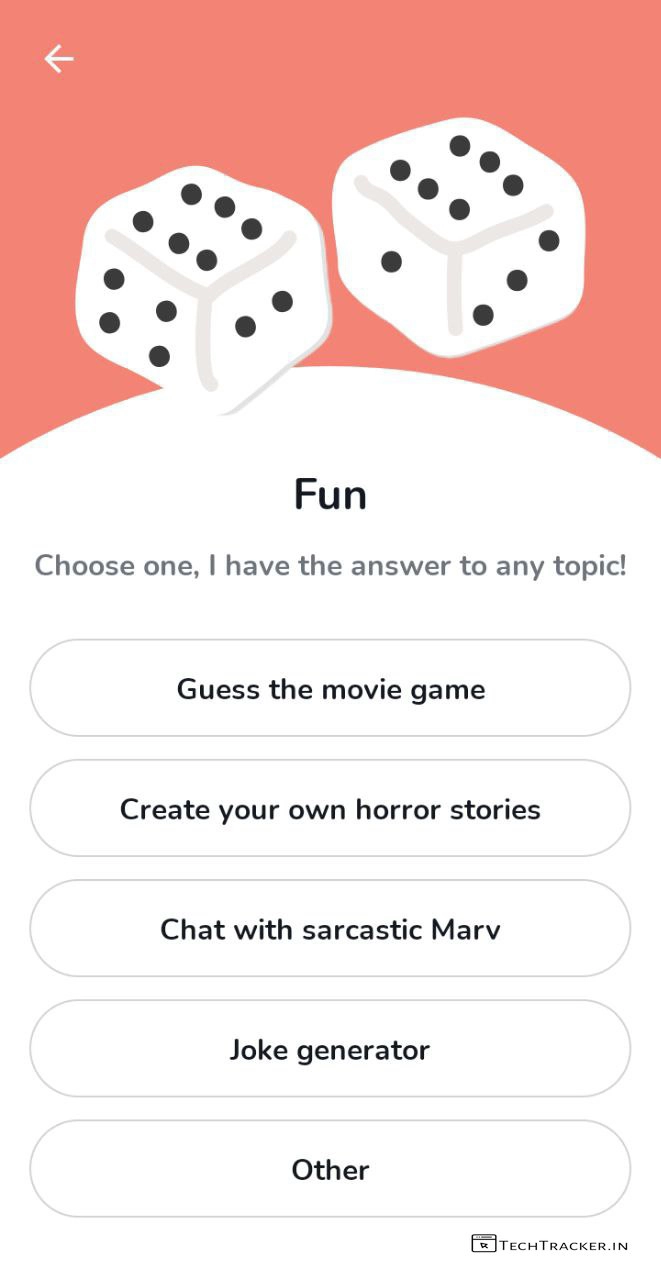 Fun
Choose one, I have the answer to any topic!
Guess the movie game
Create your own horror stories
Chat with sarcastic Marv
Joke generator
Other
TECHTRACKER.IN